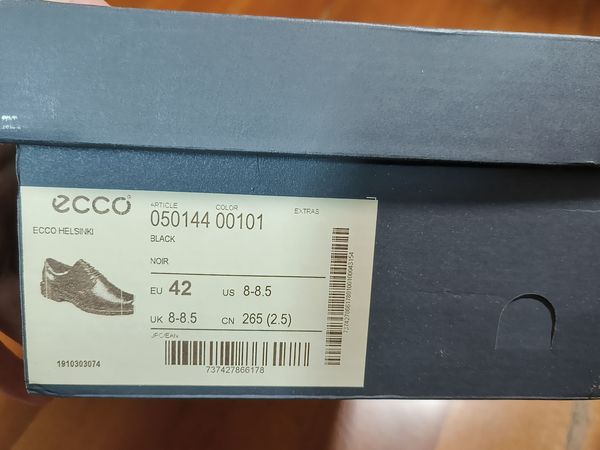 ecco
ARTICLE COLOR EXTRAS
050144 00101
ECCO HELSINKI
BLACK
NOIR
EU 42 US 8-8.5
UK 8-8.5 CN 265 (2.5)
UPC/EAN
737427866178
1910303074